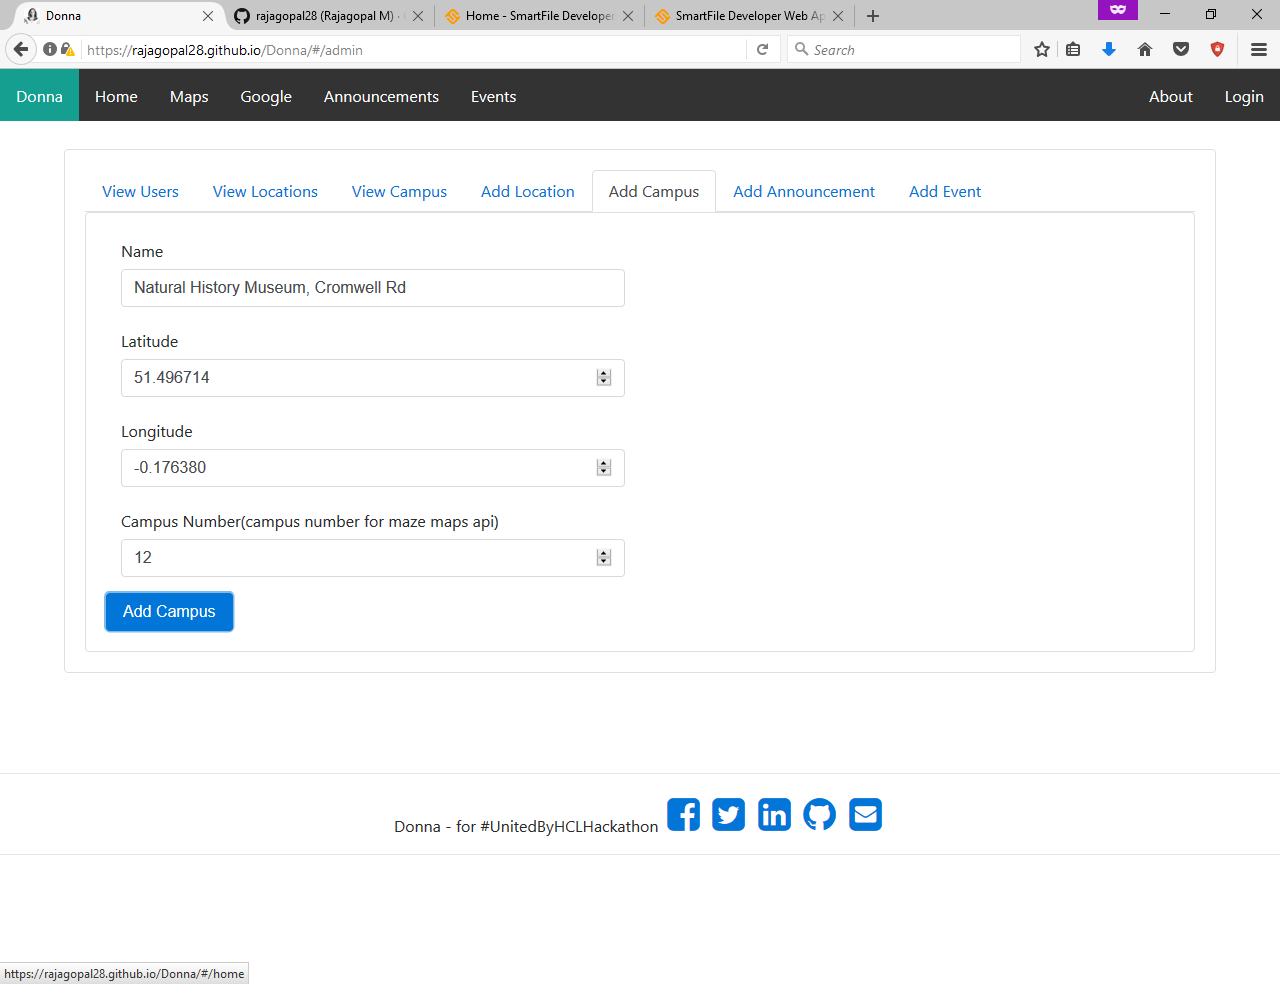 Donna
rajagopal28 (Rajagopal M) ·
Home - SmartFile Developer
SmartFile Developer Web Ap
https://rajagopal28.github.io/Donna/#/admin
Search
Donna Home Maps Google Announcements Events About Login
View Users View Locations View Campus Add Location Add Campus Add Announcement Add Event
Name
Natural History Museum, Cromwell Rd
Latitude
51.496714
Longitude
-0.176380
Campus Number(campus number for maze maps api)
12
Add Campus
Donna - for #UnitedByHCLHackathon
https://rajagopal28.github.io/Donna/#/home